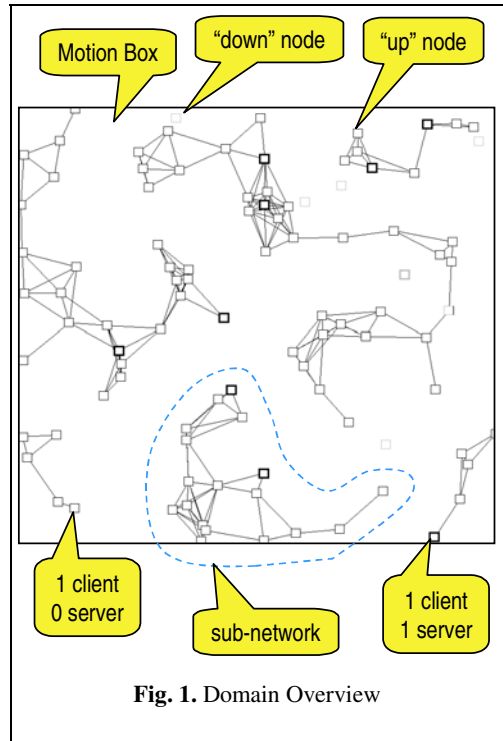 “down” node
“up” node
Motion Box
1 client
0 server
sub-network
1 client
1 server
Fig. 1. Domain Overview